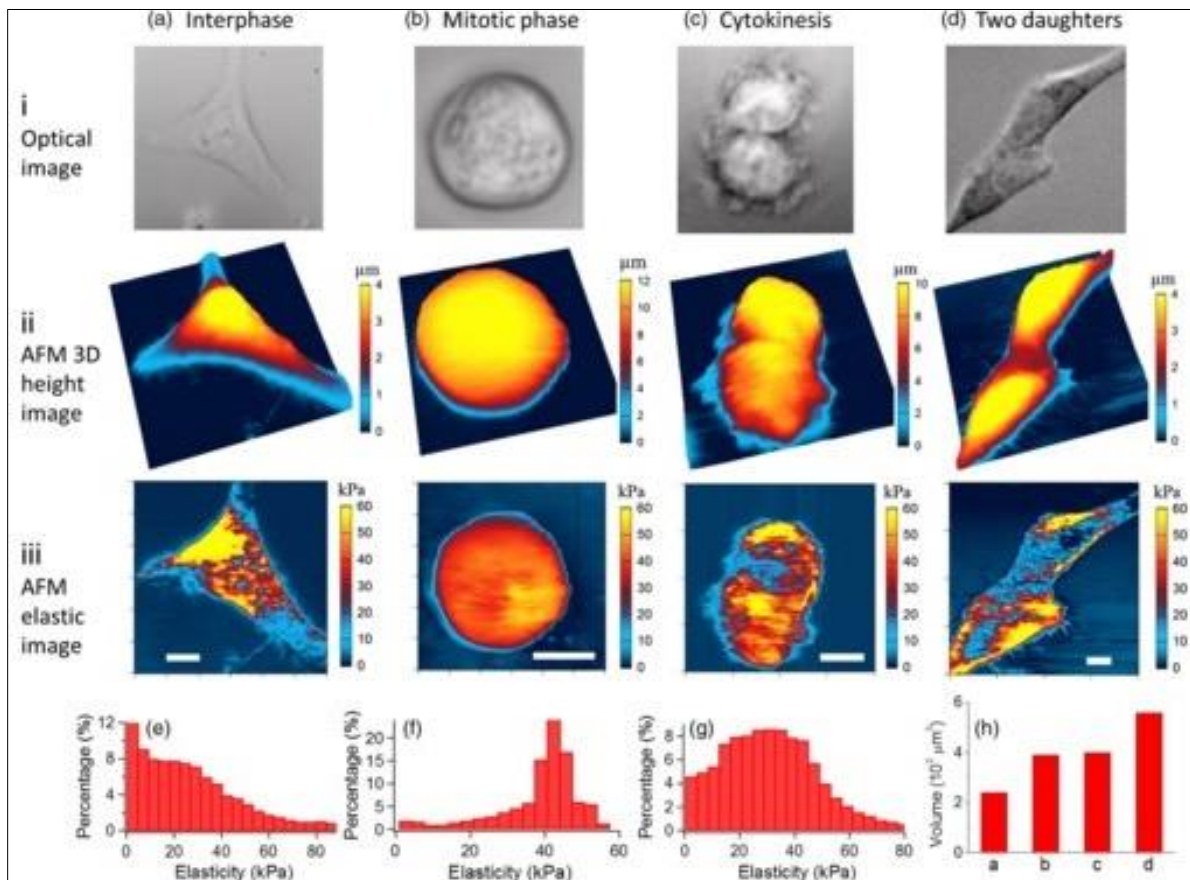 (a) Interphase
(b) Mitotic phase
(c) Cytokinesis
(d) Two daughters
i
Optical
image
ii
AFM 3D
height
image
μm
4
3
2
1
0
μm
12
10
8
6
4
2
0
μm
10
8
6
4
2
0
μm
4
3
2
1
0
iii
AFM
elastic
image
kPa
60
50
40
30
20
10
0
kPa
60
50
40
30
20
10
0
kPa
60
50
40
30
20
10
0
kPa
60
50
40
30
20
10
0
(e)
Percentage (%)
12
8
4
0
0 20 40 60 80
Elasticity (kPa)
(f)
Percentage (%)
20
15
10
5
0
0 20 40 60
Elasticity (kPa)
(g)
Percentage (%)
8
6
4
2
0
0 20 40 60 80
Elasticity (kPa)
(h)
Volume (10² μm³)
6
4
2
0
a b c d